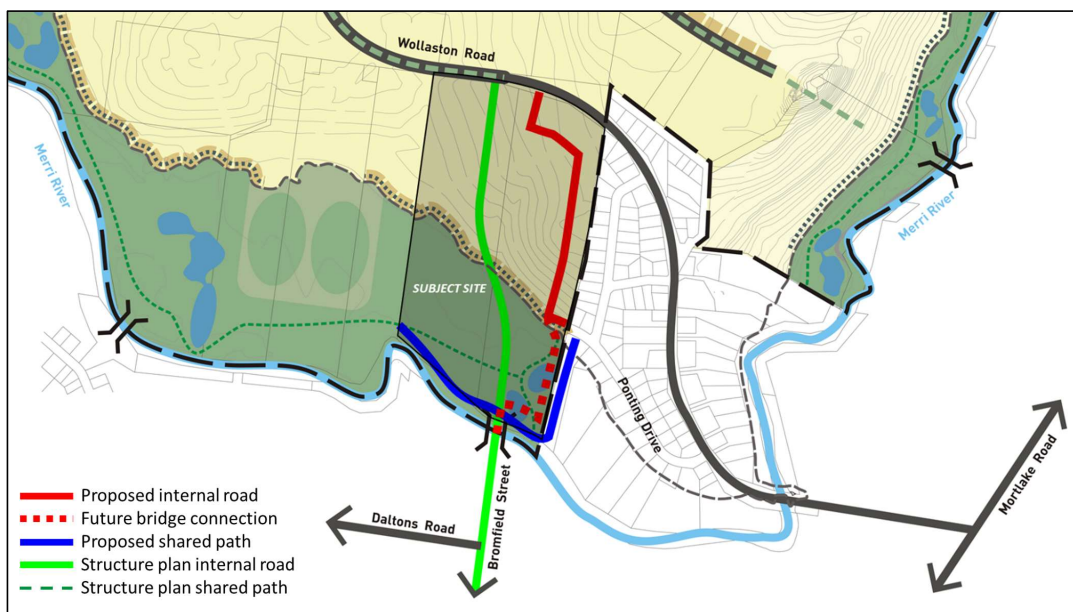 Wollaston Road
Merri River
Merri River
SUBJECT SITE
Ponting Drive
Mortlake Road
Bromfield Street
Daltons Road
Proposed internal road
Future bridge connection
Proposed shared path
Structure plan internal road
Structure plan shared path